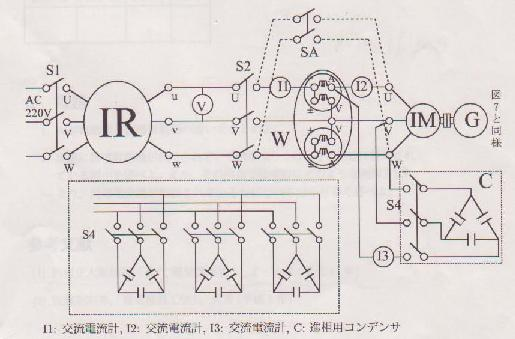 S1
S2
SA
AC
220V
U
V
W
IR
u
v
w
V
U
V
W
I1
I2
W
U
V
W
IM
G
図7と同様
S4
C
I3
S4
I1: 交流電流計, I2: 交流電流計, I3: 交流電流計, C: 進相用コンデンサ